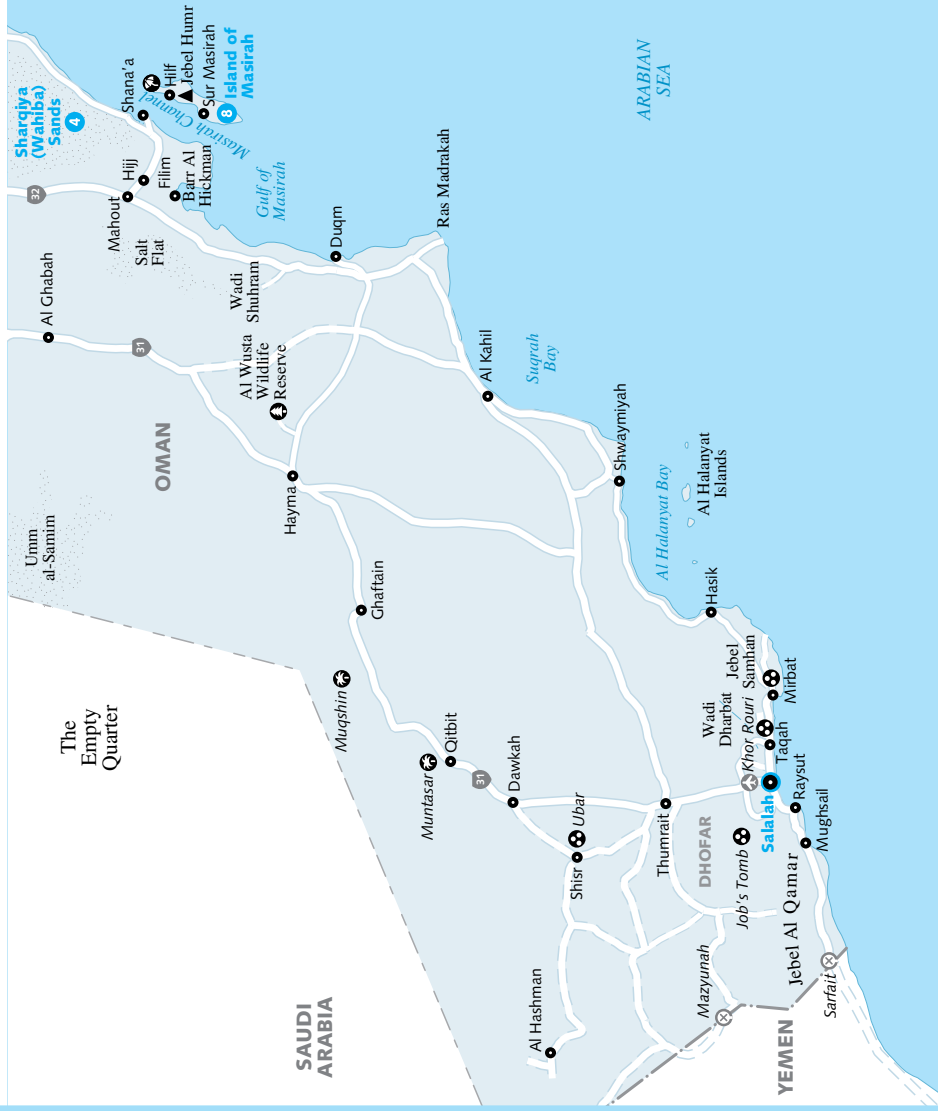 Sharqiya
(Wahiba)
Sands
4
Shana'a
Hilf
Jebel Humr
Sur Masirah
8
Island of
Masirah
Masirah Channel
32
Hijj
Mahout
Filim
Barr Al
Hickman
Gulf of
Masirah
Salt
Flat
ARABIAN
SEA
Al Ghabah
31
Wadi
Shuhram
Duqm
Ras Madrakah
Al Wusta
Wildlife
Reserve
Al Kahil
Suqrah
Bay
OMAN
Umm
al-Samim
Hayma
Shwaymiyah
Al Halanyat Bay
Al Halanyat
Islands
Ghaftain
Hasik
The
Empty
Quarter
Muqshin
Muntasar
Qitbit
31
Dawkah
Jebel
Samhan
Mirbat
Wadi
Dharbat
Khor Rouri
Taqah
Ubar
Shisr
Thumrait
DHOFAR
Job's Tomb
Salalah
Raysut
Mughsail
Jebel Al Qamar
SAUDI
ARABIA
Al Hashman
Mazyunah
Sarfait
YEMEN